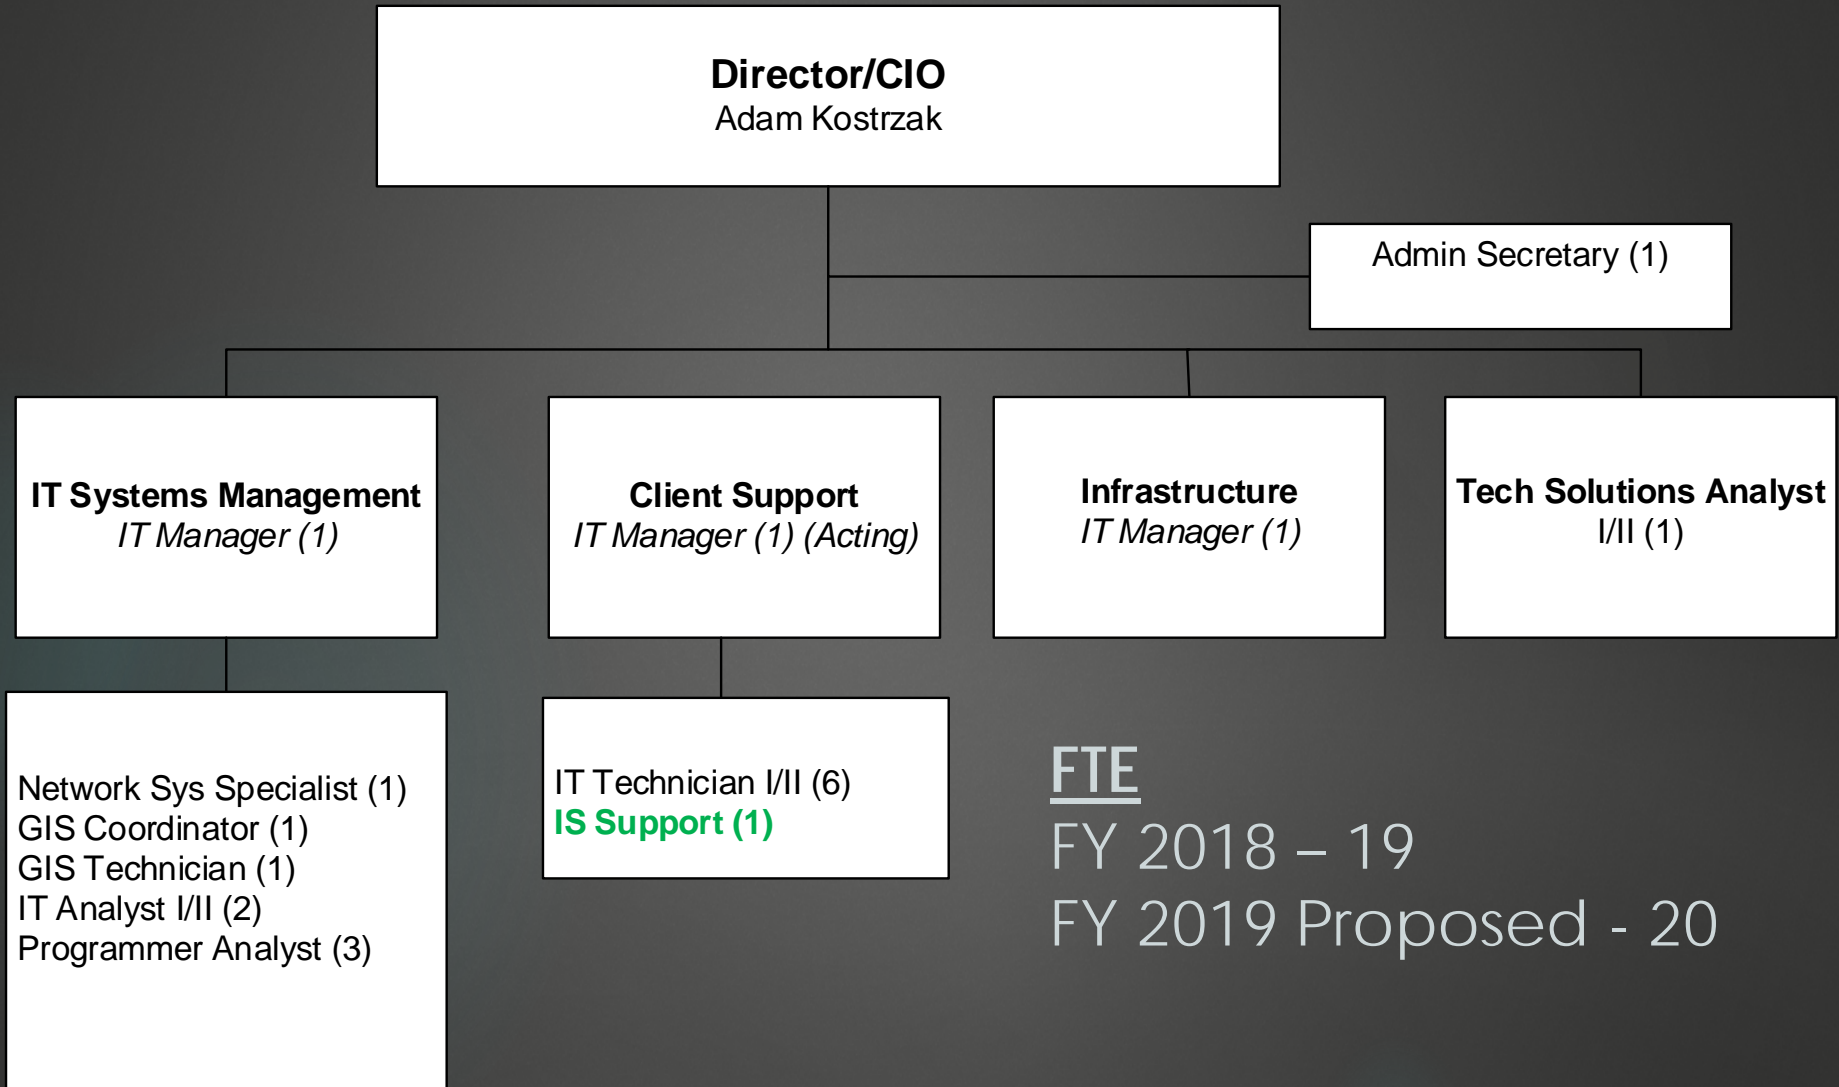 Director/CIO
Adam Kostrzak
Admin Secretary (1)
IT Systems Management
IT Manager (1)
Client Support
IT Manager (1) (Acting)
Infrastructure
IT Manager (1)
Tech Solutions Analyst
I/II (1)
Network Sys Specialist (1)
GIS Coordinator (1)
GIS Technician (1)
IT Analyst I/II (2)
Programmer Analyst (3)
IT Technician I/II (6)
IS Support (1)
FTE
FY 2018 – 19
FY 2019 Proposed - 20